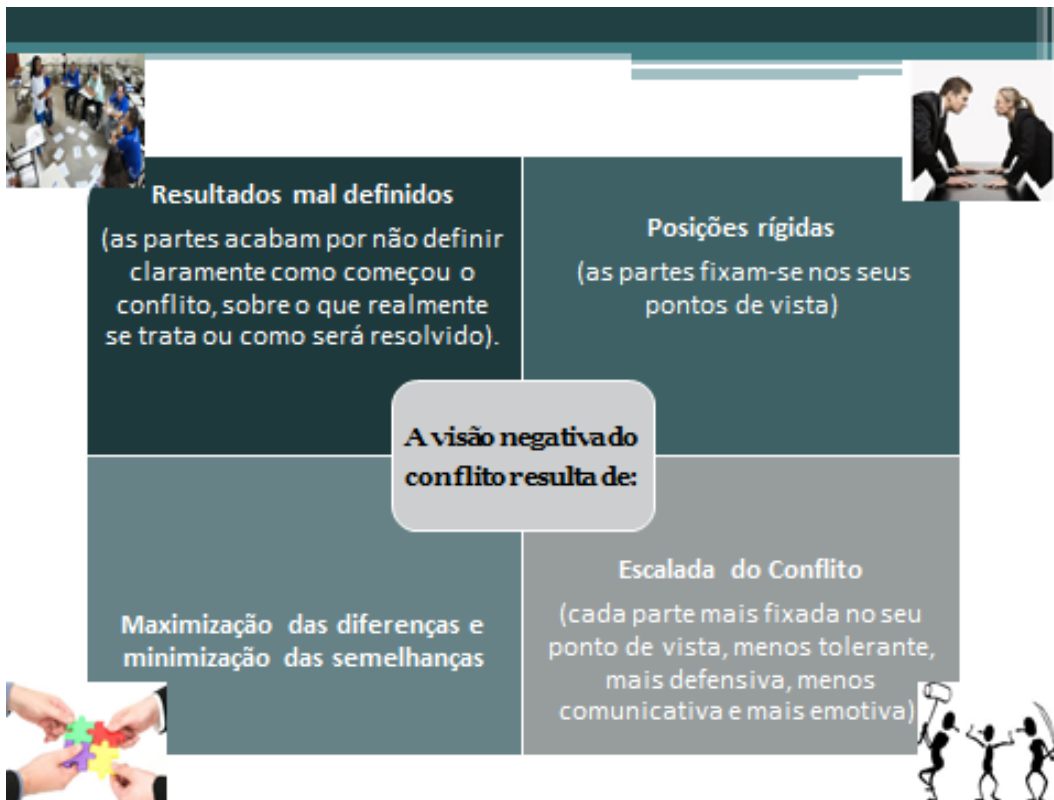 Resultados mal definidos
(as partes acabam por não definir
claramente como começou o
conflito, sobre o que realmente
se trata ou como será resolvido).
Posições rígidas
(as partes fixam-se nos seus
pontos de vista)
A visão negativa do
conflito resulta de:
Maximização das diferenças e
minimização das semelhanças
Escalada do Conflito
(cada parte mais fixada no seu
ponto de vista, menos tolerante,
mais defensiva, menos
comunicativa e mais emotiva)